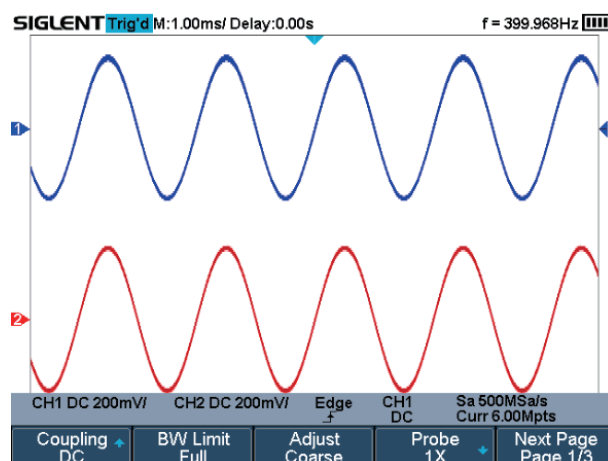 SIGLENT Trig'd M:1.00ms/ Delay:0.00s f = 399.968Hz
1
2
CH1 DC 200mV/ CH2 DC 200mV/ Edge CH1 DC Sa 500MSa/s Curr 6.00Mpts
Coupling DC BW Limit Full Adjust Coarse Probe 1X Next Page Page 1/3